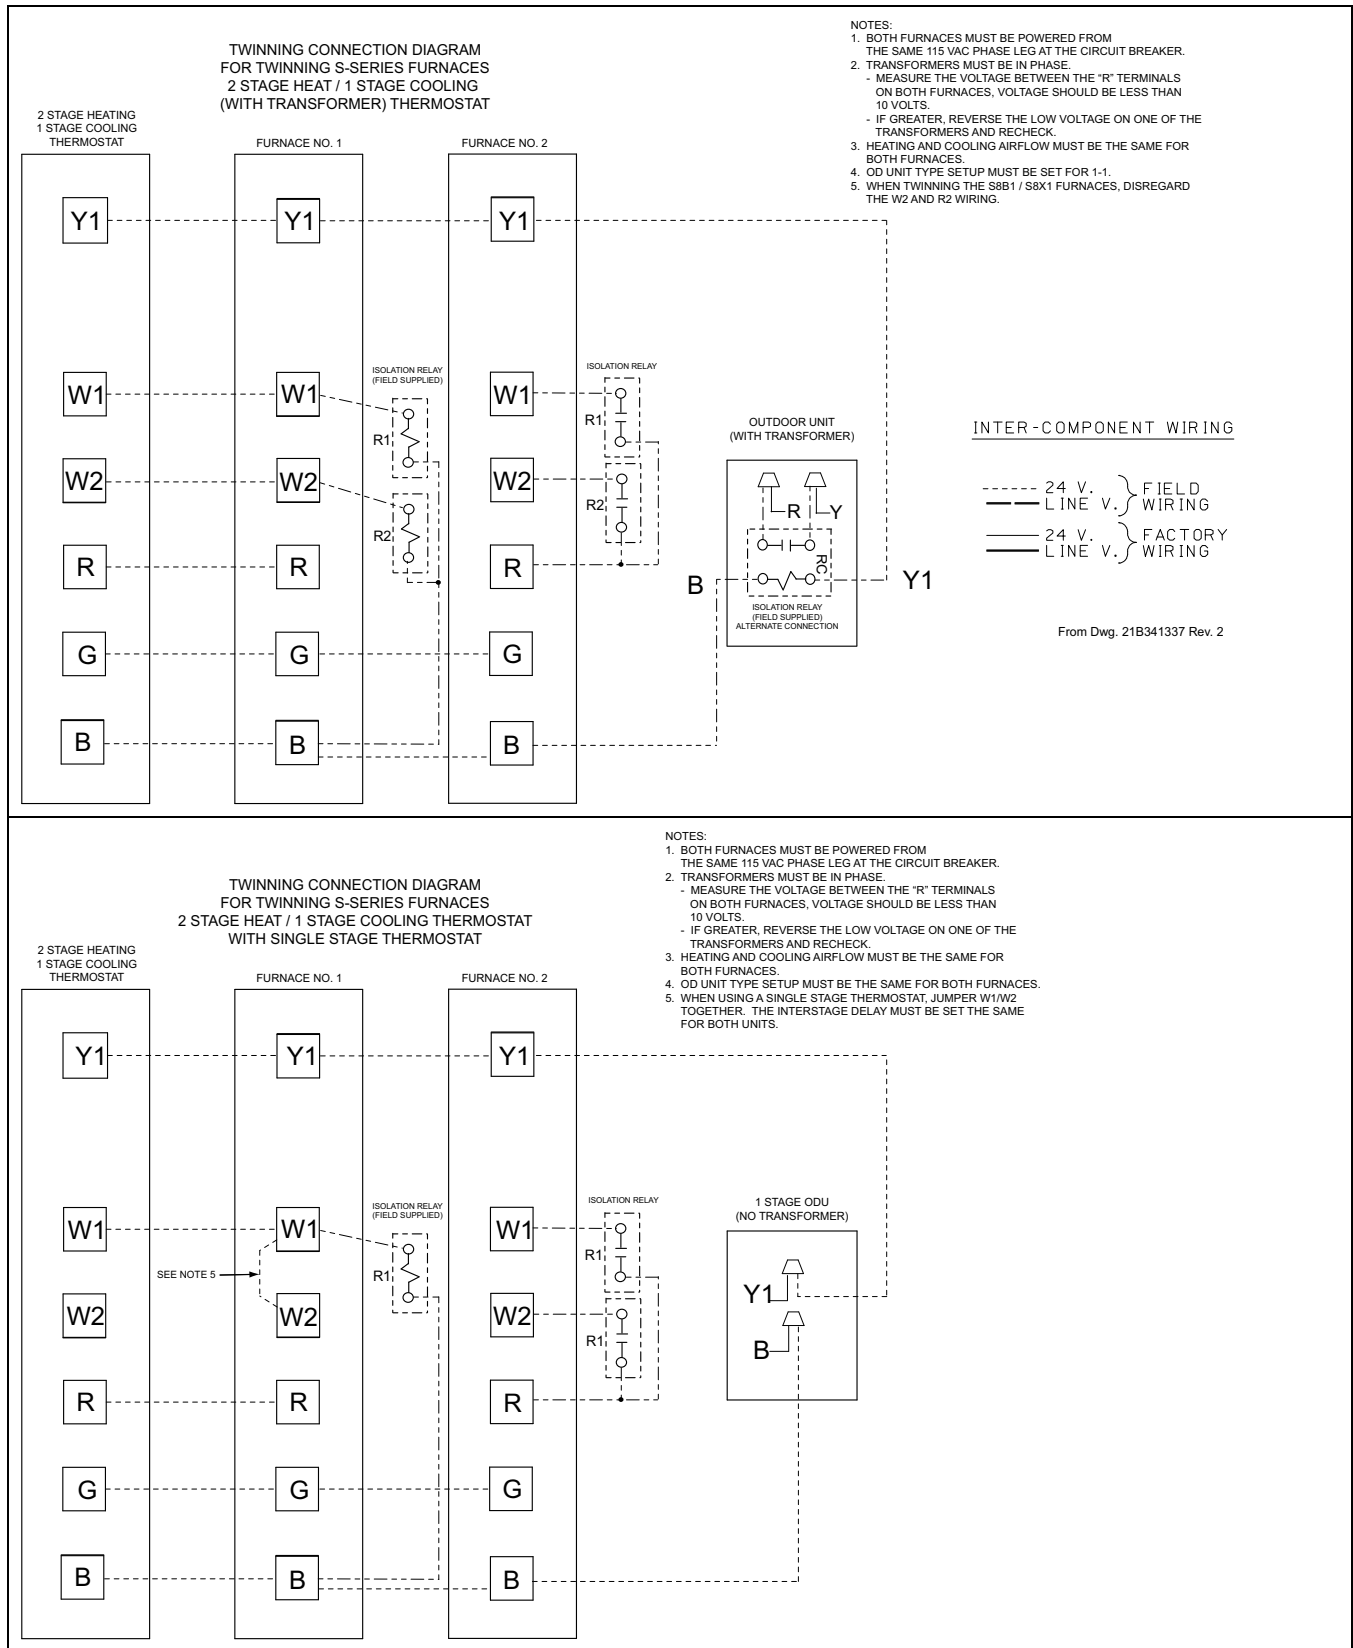 TWINNING CONNECTION DIAGRAM
FOR TWINNING S-SERIES FURNACES
2 STAGE HEAT / 1 STAGE COOLING
(WITH TRANSFORMER) THERMOSTAT
NOTES:
1. BOTH FURNACES MUST BE POWERED FROM
THE SAME 115 VAC PHASE LEG AT THE CIRCUIT BREAKER.
2. TRANSFORMERS MUST BE IN PHASE.
- MEASURE THE VOLTAGE BETWEEN THE “R” TERMINALS
ON BOTH FURNACES, VOLTAGE SHOULD BE LESS THAN
10 VOLTS.
- IF GREATER, REVERSE THE LOW VOLTAGE ON ONE OF THE
TRANSFORMERS AND RECHECK.
3. HEATING AND COOLING AIRFLOW MUST BE THE SAME FOR
BOTH FURNACES.
4. OD UNIT TYPE SETUP MUST BE SET FOR 1-1.
5. WHEN TWINNING THE S8B1 / S8X1 FURNACES, DISREGARD
THE W2 AND R2 WIRING.
2 STAGE HEATING
1 STAGE COOLING
THERMOSTAT
FURNACE NO. 1
FURNACE NO. 2
Y1
Y1
Y1
ISOLATION RELAY
(FIELD SUPPLIED)
ISOLATION RELAY
W1
W1
R1
W1
R1
W2
W2
R2
W2
R2
R
R
R
G
G
G
B
B
B
OUTDOOR UNIT
(WITH TRANSFORMER)
R
Y
RC
B
Y1
ISOLATION RELAY
(FIELD SUPPLIED)
ALTERNATE CONNECTION
INTER-COMPONENT WIRING
24 V.
LINE V.
FIELD
WIRING
24 V.
LINE V.
FACTORY
WIRING
From Dwg. 21B341337 Rev. 2
TWINNING CONNECTION DIAGRAM
FOR TWINNING S-SERIES FURNACES
2 STAGE HEAT / 1 STAGE COOLING THERMOSTAT
WITH SINGLE STAGE THERMOSTAT
NOTES:
1. BOTH FURNACES MUST BE POWERED FROM
THE SAME 115 VAC PHASE LEG AT THE CIRCUIT BREAKER.
2. TRANSFORMERS MUST BE IN PHASE.
- MEASURE THE VOLTAGE BETWEEN THE “R” TERMINALS
ON BOTH FURNACES, VOLTAGE SHOULD BE LESS THAN
10 VOLTS.
- IF GREATER, REVERSE THE LOW VOLTAGE ON ONE OF THE
TRANSFORMERS AND RECHECK.
3. HEATING AND COOLING AIRFLOW MUST BE THE SAME FOR
BOTH FURNACES.
4. OD UNIT TYPE SETUP MUST BE THE SAME FOR BOTH FURNACES.
5. WHEN USING A SINGLE STAGE THERMOSTAT, JUMPER W1/W2
TOGETHER. THE INTERSTAGE DELAY MUST BE SET THE SAME
FOR BOTH UNITS.
2 STAGE HEATING
1 STAGE COOLING
THERMOSTAT
FURNACE NO. 1
FURNACE NO. 2
Y1
Y1
Y1
ISOLATION RELAY
(FIELD SUPPLIED)
ISOLATION RELAY
W1
W1
R1
W1
R1
SEE NOTE 5
W2
W2
W2
R1
R
R
R
G
G
G
B
B
B
1 STAGE ODU
(NO TRANSFORMER)
Y1
B